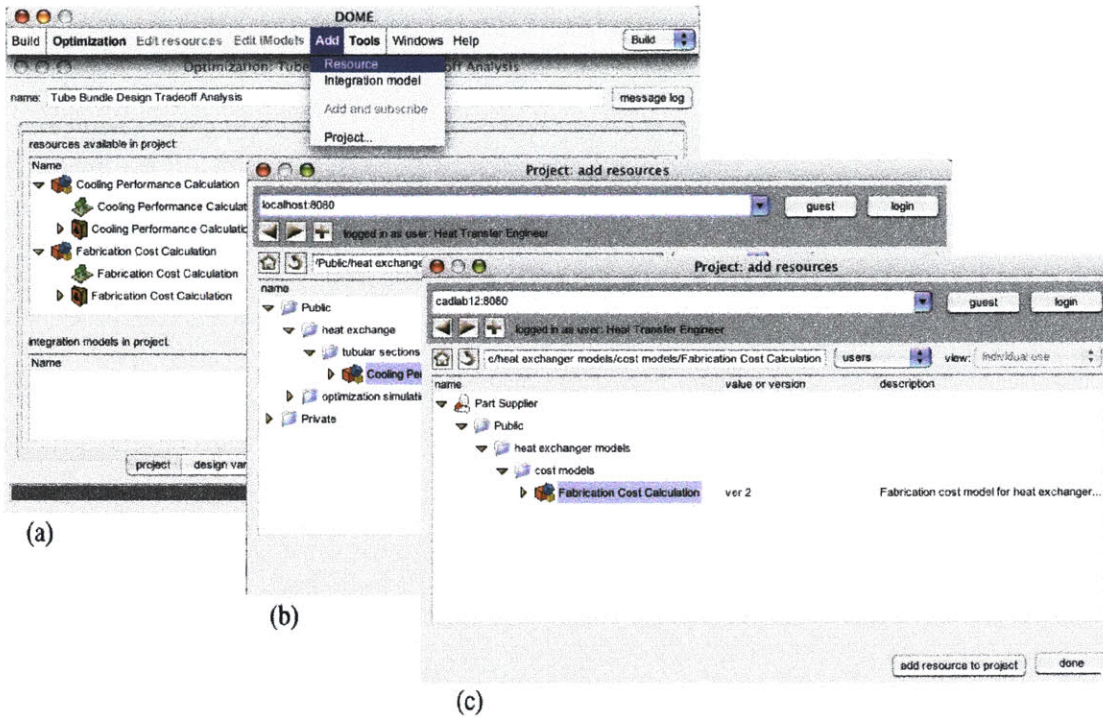 DOME
Build Optimization Edit resources Edit iModels Add Tools Windows Help Build
Optimization: Tube off Analysis
Resource
Integration model
Add and subscribe
Project...
name: Tube Bundle Design Tradeoff Analysis message log
resources available in project:
Name
Cooling Performance Calculation
Cooling Performance Calculat
Cooling Performance Calculatic
Fabrication Cost Calculation
Fabrication Cost Calculation
Fabrication Cost Calculation
integration models in project:
Name
project design var
(a)
Project: add resources
localhost:8080 guest login
logged in as user: Heat Transfer Engineer
/Public/heat exchange
name
Public
heat exchange
tubular sections
Cooling Pe
optimization simulati
Private
(b)
Project: add resources
cadlab12:8080 guest login
logged in as user: Heat Transfer Engineer
c/heat exchanger models/cost models/Fabrication Cost Calculation users view: individual use
name value or version description
Part Supplier
Public
heat exchanger models
cost models
Fabrication Cost Calculation ver 2 Fabrication cost model for heat exchanger...
add resource to project done
(c)